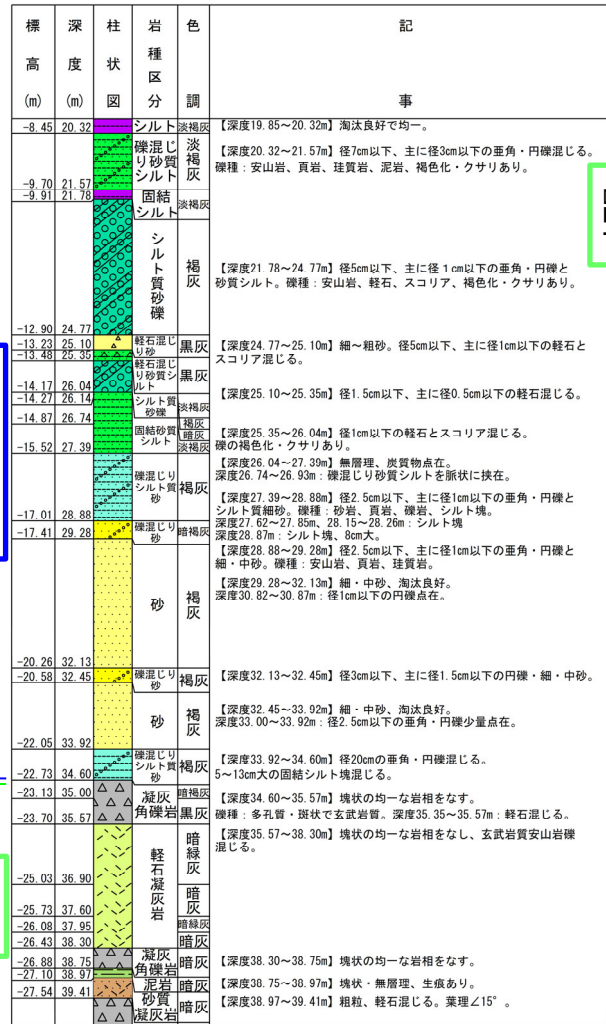 標高(m) 深度(m) 柱状図 岩種区分 色調 記事
-8.45 20.32 シルト 淡褐灰 【深度19.85～20.32m】淘汰良好で均一。
-9.70 21.57 礫混じり砂質シルト 淡褐灰 【深度20.32～21.57m】径7cm以下、主に径3cm以下の亜角・円礫混じる。
礫種：安山岩、頁岩、珪質岩、泥岩、褐色化・クサリあり。
-9.91 21.78 固結シルト 淡褐灰
-12.90 24.77 シルト質砂礫 褐灰 【深度21.78～24.77m】径5cm以下、主に径1cm以下の亜角・円礫と
砂質シルト。礫種：安山岩、軽石、スコリア、褐色化・クサリあり。
-13.23 25.10 軽石混じり砂 黒灰 【深度24.77～25.10m】細～粗砂。径5cm以下、主に径1cm以下の軽石と
スコリア混じる。
-13.48 25.35
-14.17 26.04 軽石混じり砂質シルト 黒灰
-14.27 26.14 【深度25.10～25.35m】径1.5cm以下、主に径0.5cm以下の軽石混じる。
-14.87 26.74 シルト質砂礫 淡褐灰
-15.52 27.39 固結砂質シルト 褐灰 暗灰 淡褐灰 【深度25.35～26.04m】径1cm以下の軽石とスコリア混じる。
礫の褐色化・クサリあり。
【深度26.04～27.39m】無層理、炭質物点在。
深度26.74～26.93m：礫混じり砂質シルトを脈状に挟在。
-17.01 28.88 礫混じりシルト質砂 褐灰 【深度27.39～28.88m】径2.5cm以下、主に径1cm以下の亜角・円礫と
シルト質細砂。礫種：砂岩、頁岩、礫岩、シルト塊。
深度27.62～27.85m、28.15～28.26m：シルト塊
深度28.87m：シルト塊、8cm大。
-17.41 29.28 礫混じり砂 暗褐灰 【深度28.88～29.28m】径2.5cm以下、主に径1cm以下の亜角・円礫と
細・中砂。礫種：安山岩、頁岩、珪質岩。
-20.26 32.13 砂 褐灰 【深度29.28～32.13m】細・中砂、淘汰良好。
深度30.82～30.87m：径1cm以下の円礫点在。
-20.58 32.45 礫混じり砂 褐灰 【深度32.13～32.45m】径3cm以下、主に径1.5cm以下の円礫・細・中砂。
-22.05 33.92 砂 褐灰 【深度32.45～33.92m】細・中砂、淘汰良好。
深度33.00～33.92m：径2.5cm以下の亜角・円礫少量点在。
-22.73 34.60 礫混じりシルト質砂 褐灰 【深度33.92～34.60m】径20cmの亜角・円礫混じる。
5～13cm大の固結シルト塊混じる。
-23.13 35.00 凝灰角礫岩 暗褐灰 【深度34.60～35.57m】塊状の均一な岩相をなす。
-23.70 35.57 黒灰 礫種：多孔質・斑状で玄武岩質。深度35.35～35.57m：軽石混じる。
-25.03 36.90 軽石凝灰岩 暗緑灰 【深度35.57～38.30m】塊状の均一な岩相をなし、玄武岩質安山岩礫
混じる。
-25.73 37.60 暗灰
-26.08 37.95 暗緑灰
-26.43 38.30 暗灰
-26.88 38.75 凝灰角礫岩 暗灰 【深度38.30～38.75m】塊状の均一な岩相をなす。
-27.10 38.97 泥岩 暗灰 【深度38.75～38.97m】塊状・無層理、生痕あり。
-27.54 39.41 砂質凝灰岩 暗灰 【深度38.97～39.41m】粗粒、軽石混じる。葉理∠15°。